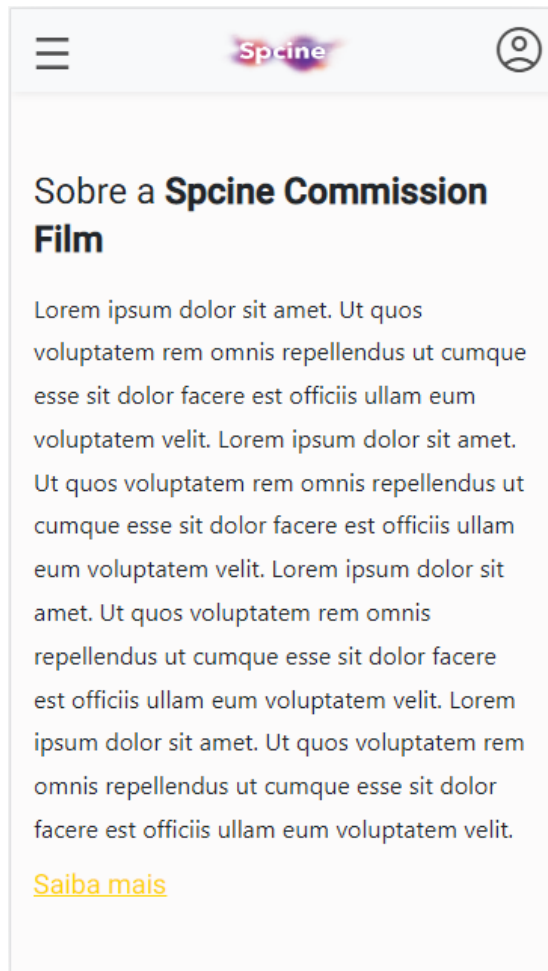 Spcine
Sobre a Spcine Commission
Film
Lorem ipsum dolor sit amet. Ut quos
voluptatem rem omnis repellendus ut cumque
esse sit dolor facere est officiis ullam eum
voluptatem velit. Lorem ipsum dolor sit amet.
Ut quos voluptatem rem omnis repellendus ut
cumque esse sit dolor facere est officiis ullam
eum voluptatem velit. Lorem ipsum dolor sit
amet. Ut quos voluptatem rem omnis
repellendus ut cumque esse sit dolor facere
est officiis ullam eum voluptatem velit. Lorem
ipsum dolor sit amet. Ut quos voluptatem rem
omnis repellendus ut cumque esse sit dolor
facere est officiis ullam eum voluptatem velit.
Saiba mais